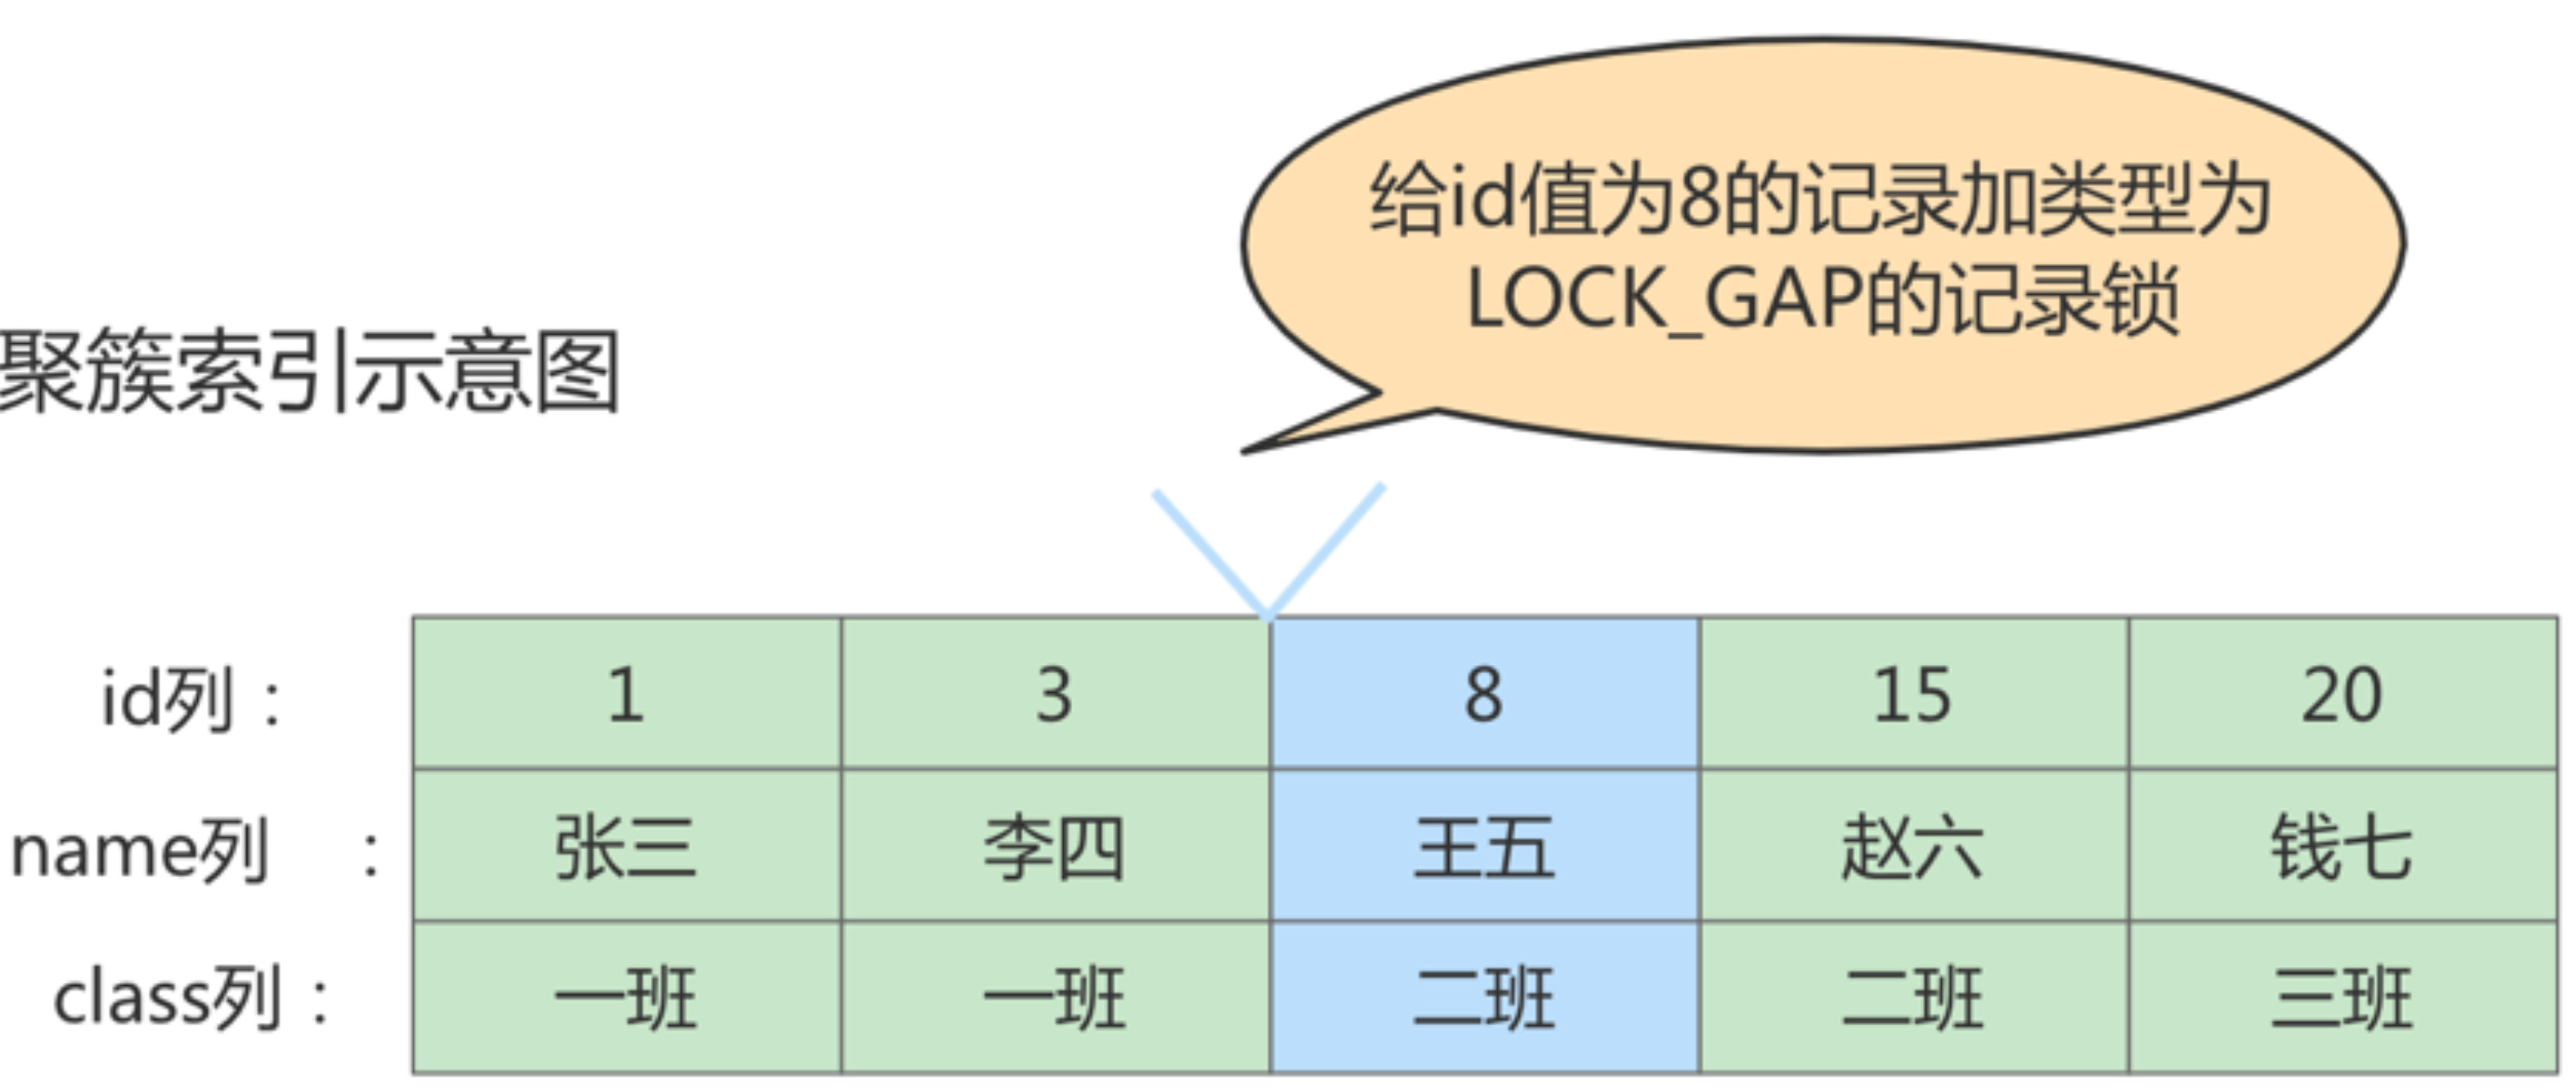 给id值为8的记录加类型为
LOCK_GAP的记录锁
聚簇索引示意图
id列： 1 3 8 15 20
name列 ： 张三 李四 王五 赵六 钱七
class列： 一班 一班 二班 二班 三班